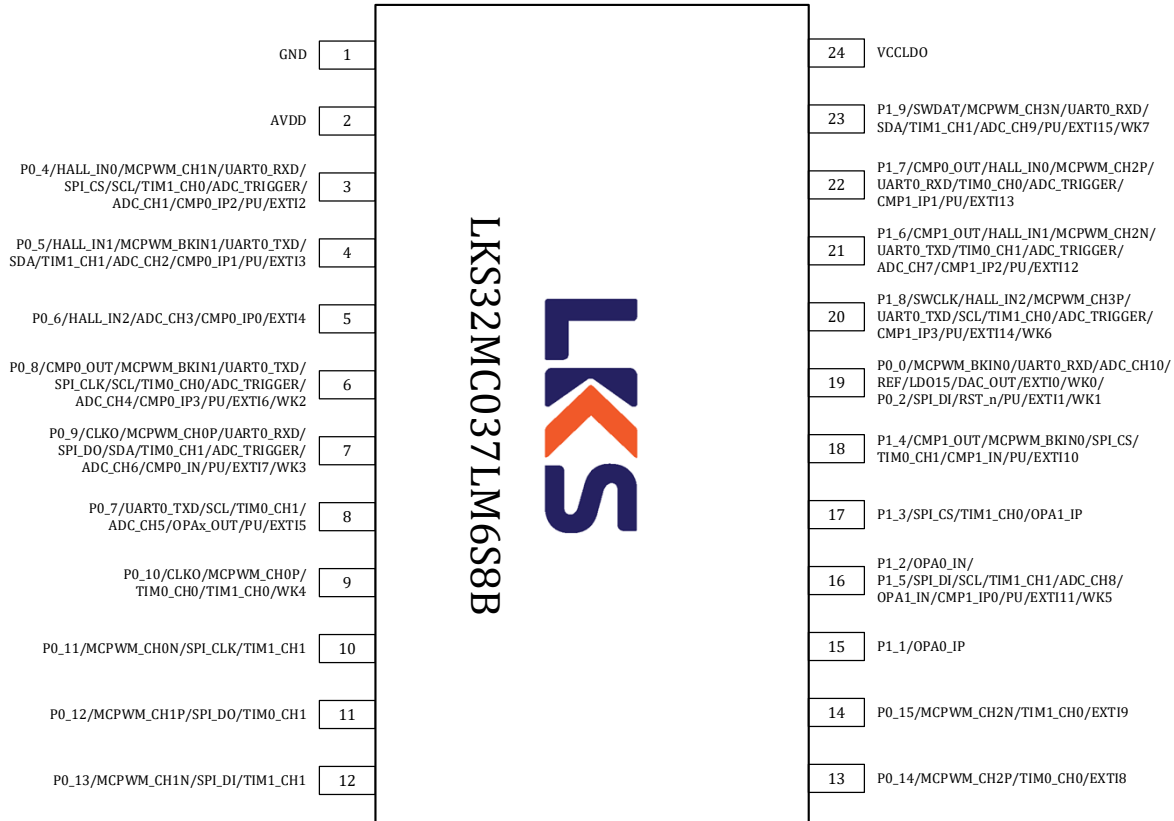 GND
1
AVDD
2
P0_4/HALL_IN0/MCPWM_CH1N/UART0_RXD/
SPI_CS/SCL/TIM1_CH0/ADC_TRIGGER/
ADC_CH1/CMP0_IP2/PU/EXTI2
3
P0_5/HALL_IN1/MCPWM_BKIN1/UART0_TXD/
SDA/TIM1_CH1/ADC_CH2/CMP0_IP1/PU/EXTI3
4
P0_6/HALL_IN2/ADC_CH3/CMP0_IP0/EXTI4
5
P0_8/CMP0_OUT/MCPWM_BKIN1/UART0_TXD/
SPI_CLK/SCL/TIM0_CH0/ADC_TRIGGER/
ADC_CH4/CMP0_IP3/PU/EXTI6/WK2
6
P0_9/CLKO/MCPWM_CH0P/UART0_RXD/
SPI_DO/SDA/TIM0_CH1/ADC_TRIGGER/
ADC_CH6/CMP0_IN/PU/EXTI7/WK3
7
P0_7/UART0_TXD/SCL/TIM0_CH1/
ADC_CH5/OPAx_OUT/PU/EXTI5
8
P0_10/CLKO/MCPWM_CH0P/
TIM0_CH0/TIM1_CH0/WK4
9
P0_11/MCPWM_CH0N/SPI_CLK/TIM1_CH1
10
P0_12/MCPWM_CH1P/SPI_DO/TIM0_CH1
11
P0_13/MCPWM_CH1N/SPI_DI/TIM1_CH1
12
LKS32MC037LM6S8B
LKS
24
VCCLDO
23
P1_9/SWDAT/MCPWM_CH3N/UART0_RXD/
SDA/TIM1_CH1/ADC_CH9/PU/EXTI15/WK7
22
P1_7/CMP0_OUT/HALL_IN0/MCPWM_CH2P/
UART0_RXD/TIM0_CH0/ADC_TRIGGER/
CMP1_IP1/PU/EXTI13
21
P1_6/CMP1_OUT/HALL_IN1/MCPWM_CH2N/
UART0_TXD/TIM0_CH1/ADC_TRIGGER/
ADC_CH7/CMP1_IP2/PU/EXTI12
20
P1_8/SWCLK/HALL_IN2/MCPWM_CH3P/
UART0_TXD/SCL/TIM1_CH0/ADC_TRIGGER/
CMP1_IP3/PU/EXTI14/WK6
19
P0_0/MCPWM_BKIN0/UART0_RXD/ADC_CH10/
REF/LDO15/DAC_OUT/EXTI0/WK0/
P0_2/SPI_DI/RST_n/PU/EXTI1/WK1
18
P1_4/CMP1_OUT/MCPWM_BKIN0/SPI_CS/
TIM0_CH1/CMP1_IN/PU/EXTI10
17
P1_3/SPI_CS/TIM1_CH0/OPA1_IP
16
P1_2/OPA0_IN/
P1_5/SPI_DI/SCL/TIM1_CH1/ADC_CH8/
OPA1_IN/CMP1_IP0/PU/EXTI11/WK5
15
P1_1/OPA0_IP
14
P0_15/MCPWM_CH2N/TIM1_CH0/EXTI9
13
P0_14/MCPWM_CH2P/TIM0_CH0/EXTI8